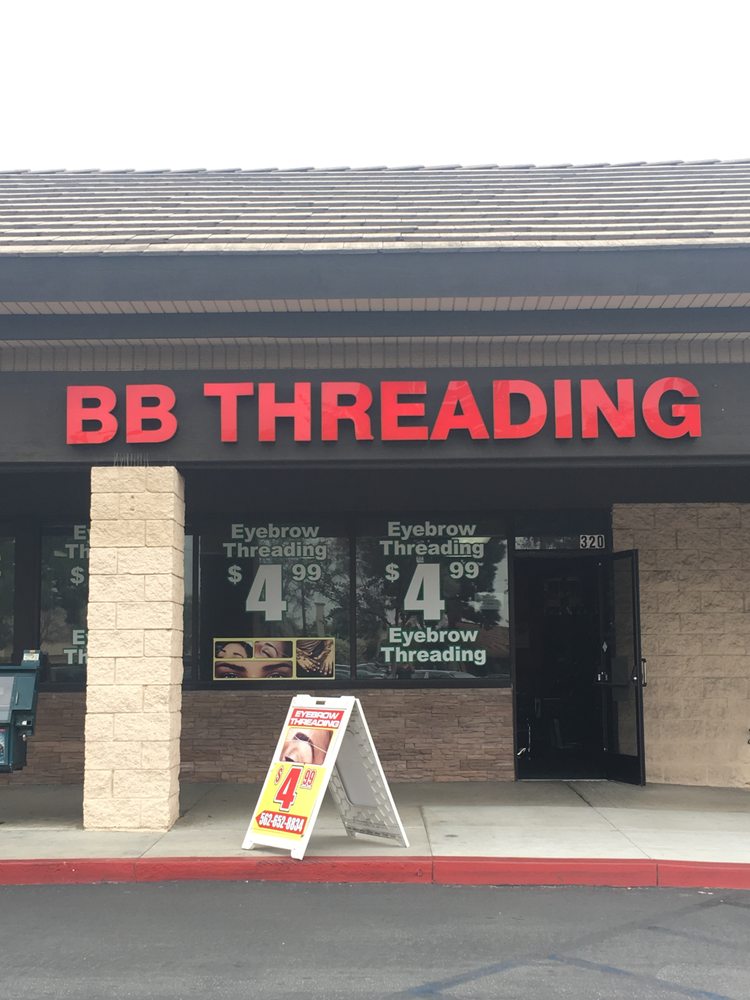 BB THREADING
Eyebrow
Threading
$ 4 99
Eyebrow
Threading
$ 4 99
Eyebrow
Threading
320
$
EYEBROW
THREADING
$ 4 99
562-652-8834